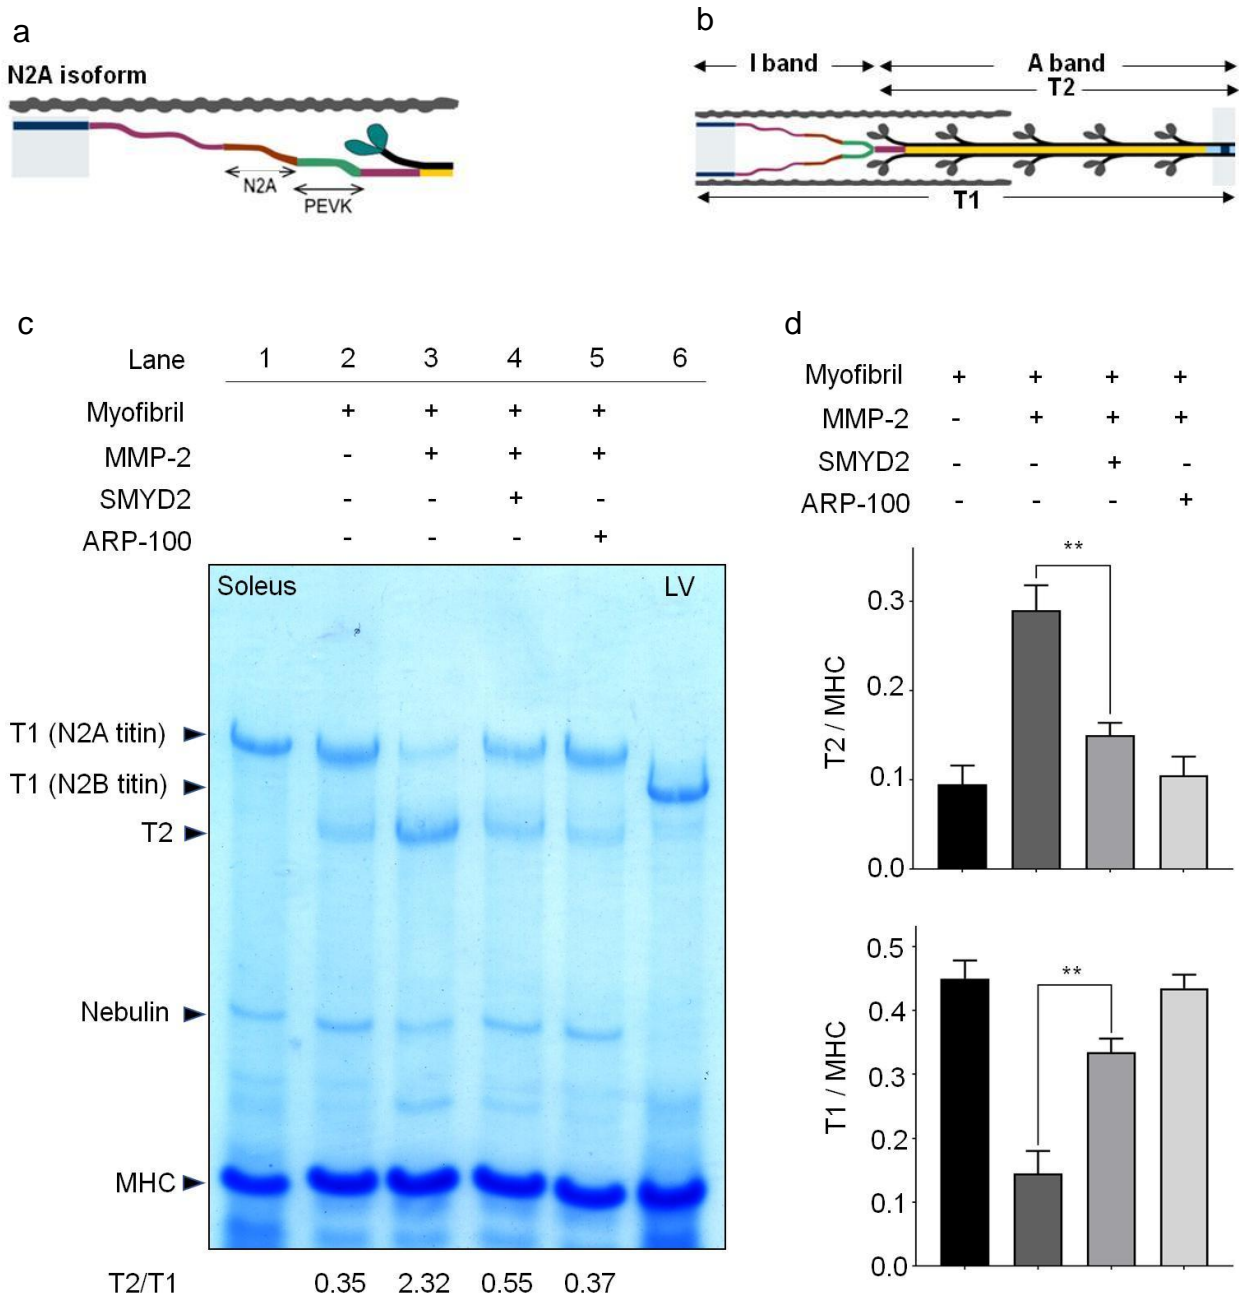 a
N2A isoform
N2A
PEVK
b
I band
A band
T2
T1
c
Lane 1 2 3 4 5 6
Myofibril + + + +
MMP-2 - + + +
SMYD2 - - + -
ARP-100 - - - +
Soleus LV
T1 (N2A titin)
T1 (N2B titin)
T2
Nebulin
MHC
T2/T1 0.35 2.32 0.55 0.37
d
Myofibril + + + +
MMP-2 - + + +
SMYD2 - - + -
ARP-100 - - - +
**
T2 / MHC
0.3
0.2
0.1
0.0
**
T1 / MHC
0.5
0.4
0.3
0.2
0.1
0.0